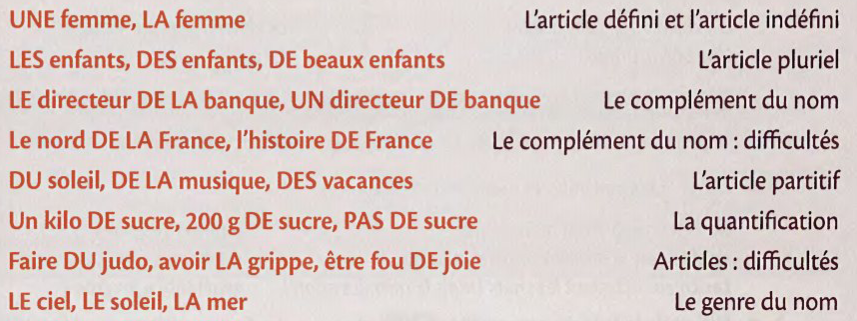 UNE femme, LA femme L'article défini et l'article indéfini
LES enfants, DES enfants, DE beaux enfants L'article pluriel
LE directeur DE LA banque, UN directeur DE banque Le complément du nom
Le nord DE LA France, l'histoire DE France Le complément du nom : difficultés
DU soleil, DE LA musique, DES vacances L'article partitif
Un kilo DE sucre, 200 g DE sucre, PAS DE sucre La quantification
Faire DU judo, avoir LA grippe, être fou DE joie Articles : difficultés
LE ciel, LE soleil, LA mer Le genre du nom